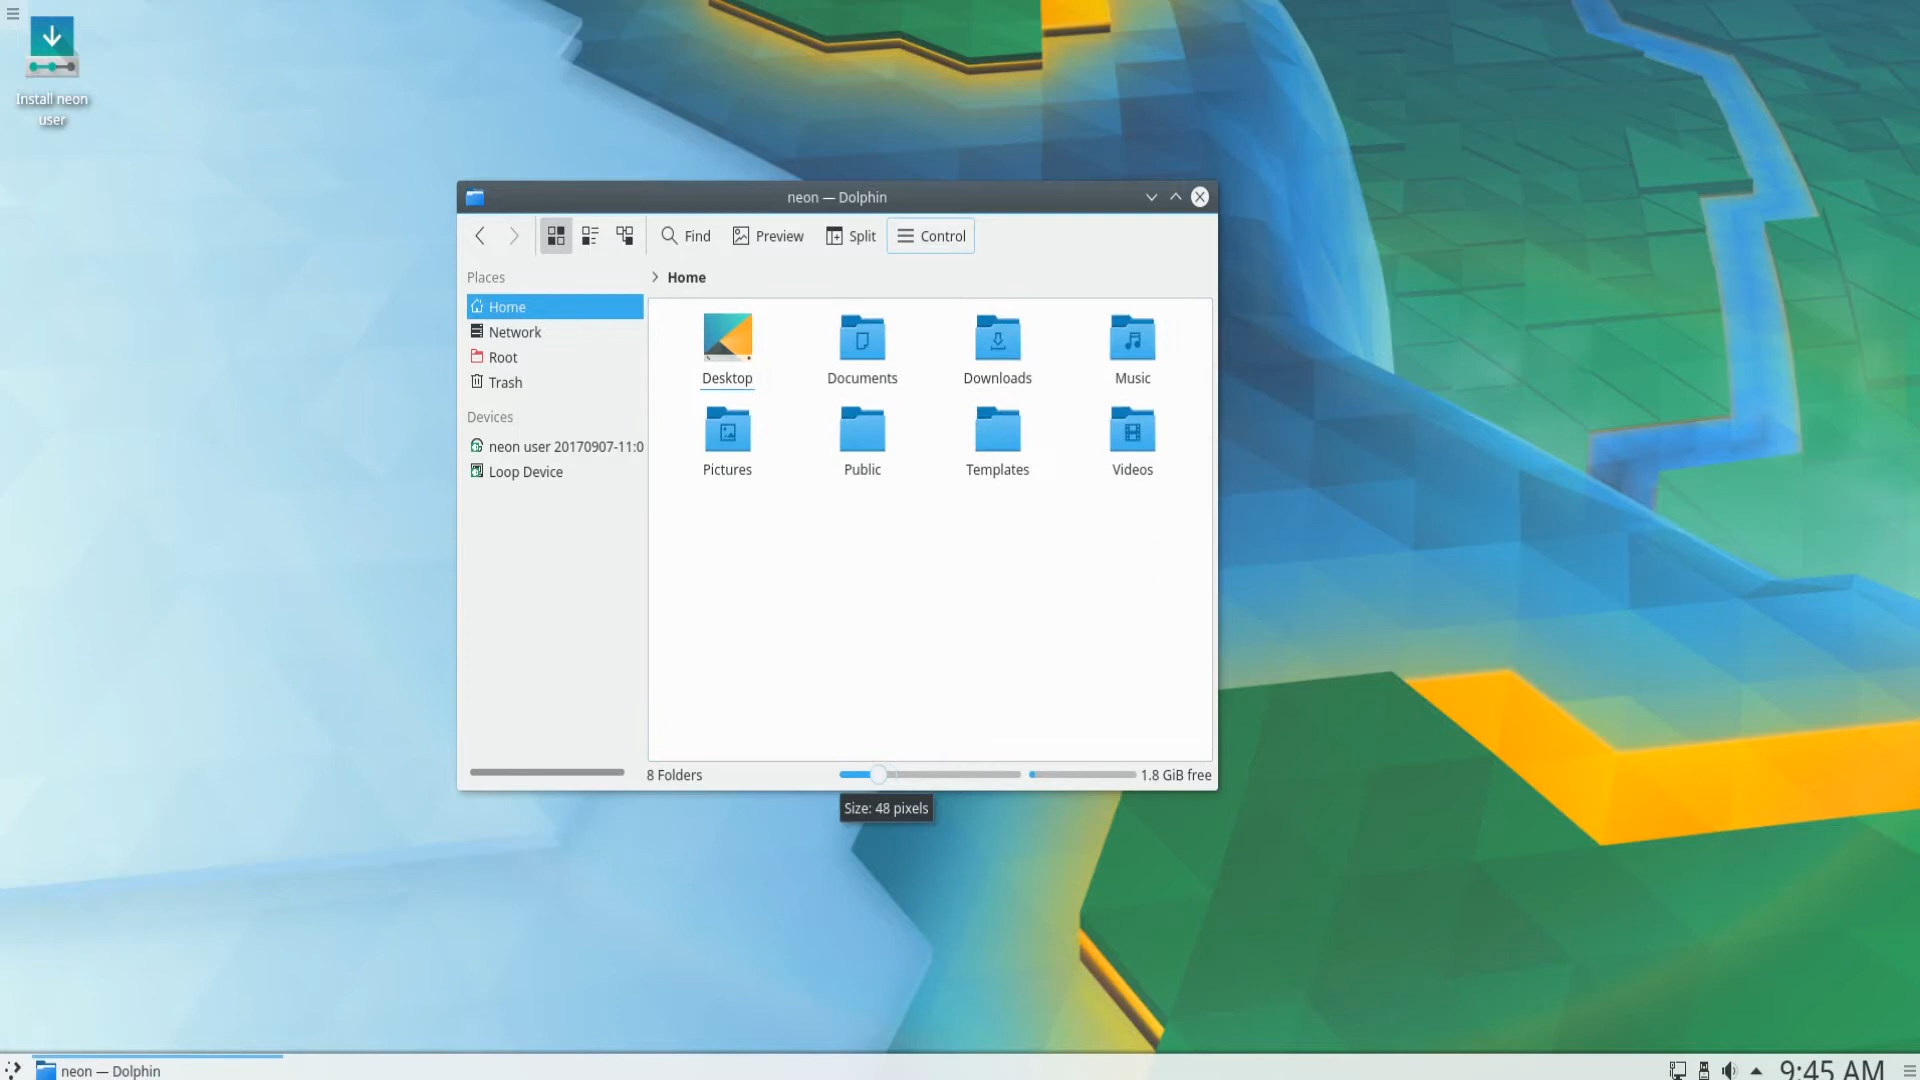 Install neon
user
neon — Dolphin
Find
Preview
Split
Control
Places
Home
Home
Network
Root
Trash
Devices
neon user 20170907-11:0
Loop Device
Desktop
Documents
Downloads
Music
Pictures
Public
Templates
Videos
8 Folders
1.8 GiB free
Size: 48 pixels
neon — Dolphin
9:45 AM